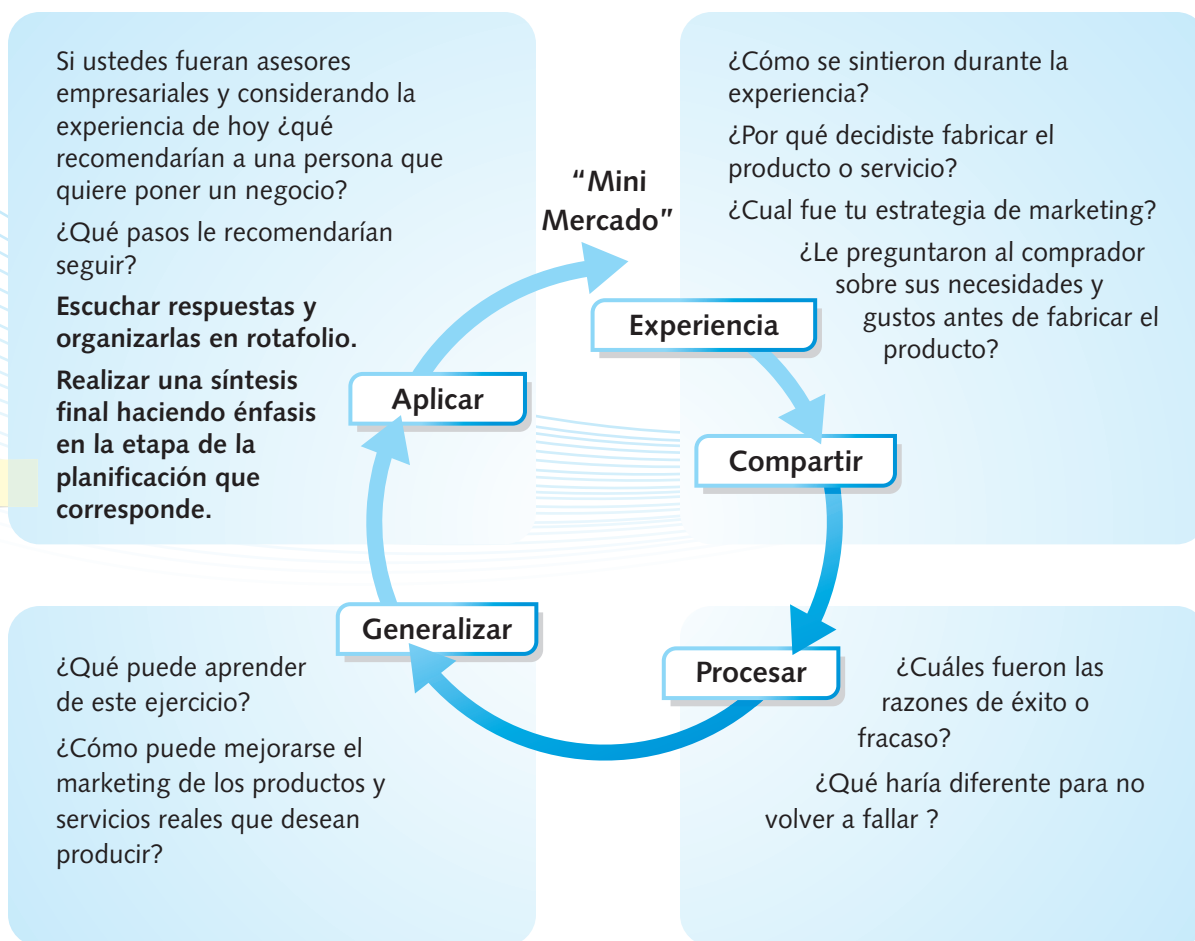 Si ustedes fueran asesores
empresariales y considerando la
experiencia de hoy ¿qué
recomendarían a una persona que
quiere poner un negocio?
¿Qué pasos le recomendarían
seguir?
Escuchar respuestas y
organizarlas en rotafolio.
Realizar una síntesis
final haciendo énfasis
en la etapa de la
planificación que
corresponde.
“Mini
Mercado”
¿Cómo se sintieron durante la
experiencia?
¿Por qué decidiste fabricar el
producto o servicio?
¿Cual fue tu estrategia de marketing?
¿Le preguntaron al comprador
sobre sus necesidades y
gustos antes de fabricar el
producto?
Experiencia
Aplicar
Compartir
Generalizar
Procesar
¿Qué puede aprender
de este ejercicio?
¿Cómo puede mejorarse el
marketing de los productos y
servicios reales que desean
producir?
¿Cuáles fueron las
razones de éxito o
fracaso?
¿Qué haría diferente para no
volver a fallar ?